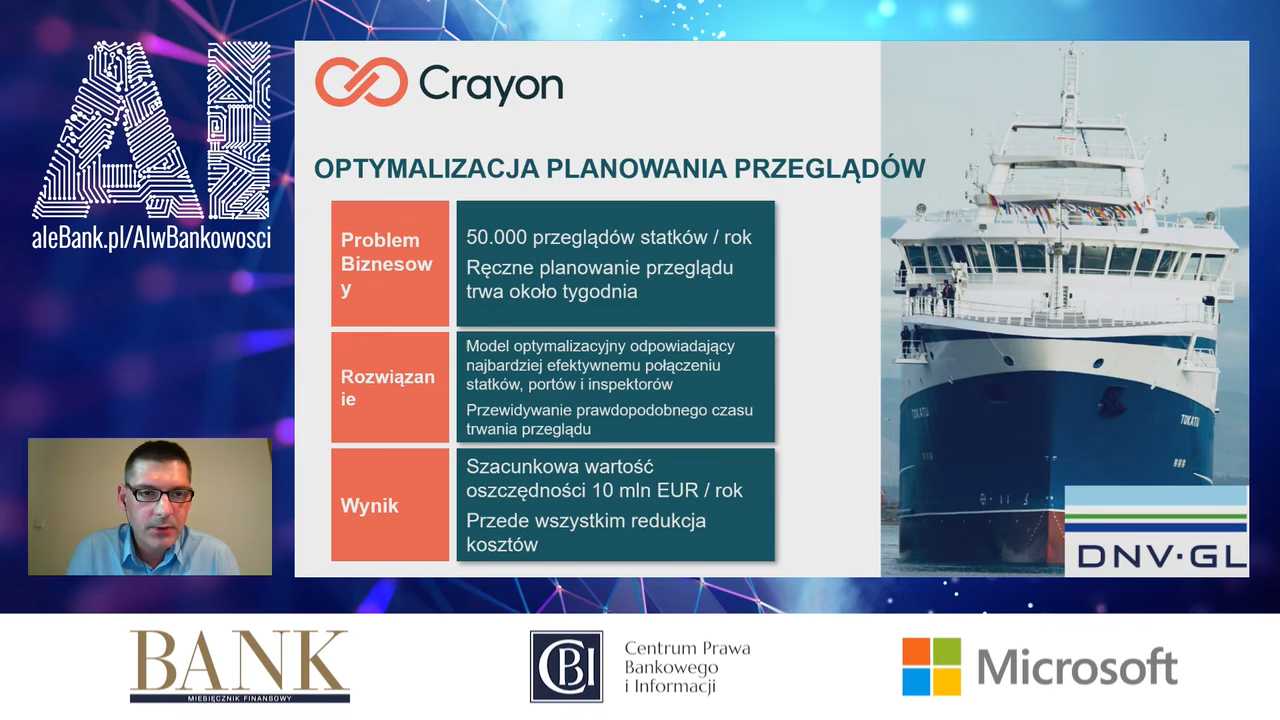 AI
aleBank.pl/AIwBankowosci
Crayon
OPTYMALIZACJA PLANOWANIA PRZEGLĄDÓW
Problem
Biznesow
y
50.000 przeglądów statków / rok
Ręczne planowanie przeglądu
trwa około tygodnia
Rozwiązan
ie
Model optymalizacyjny odpowiadający
najbardziej efektywnemu połączeniu
statków, portów i inspektorów
Przewidywanie prawdopodobnego czasu
trwania przeglądu
Wynik
Szacunkowa wartość
oszczędności 10 mln EUR / rok
Przede wszystkim redukcja
kosztów
TOKATU
TOKATU
DNV·GL
BANK
MIESIĘCZNIK FINANSOWY
CPBI
Centrum Prawa
Bankowego
i Informacji
Microsoft